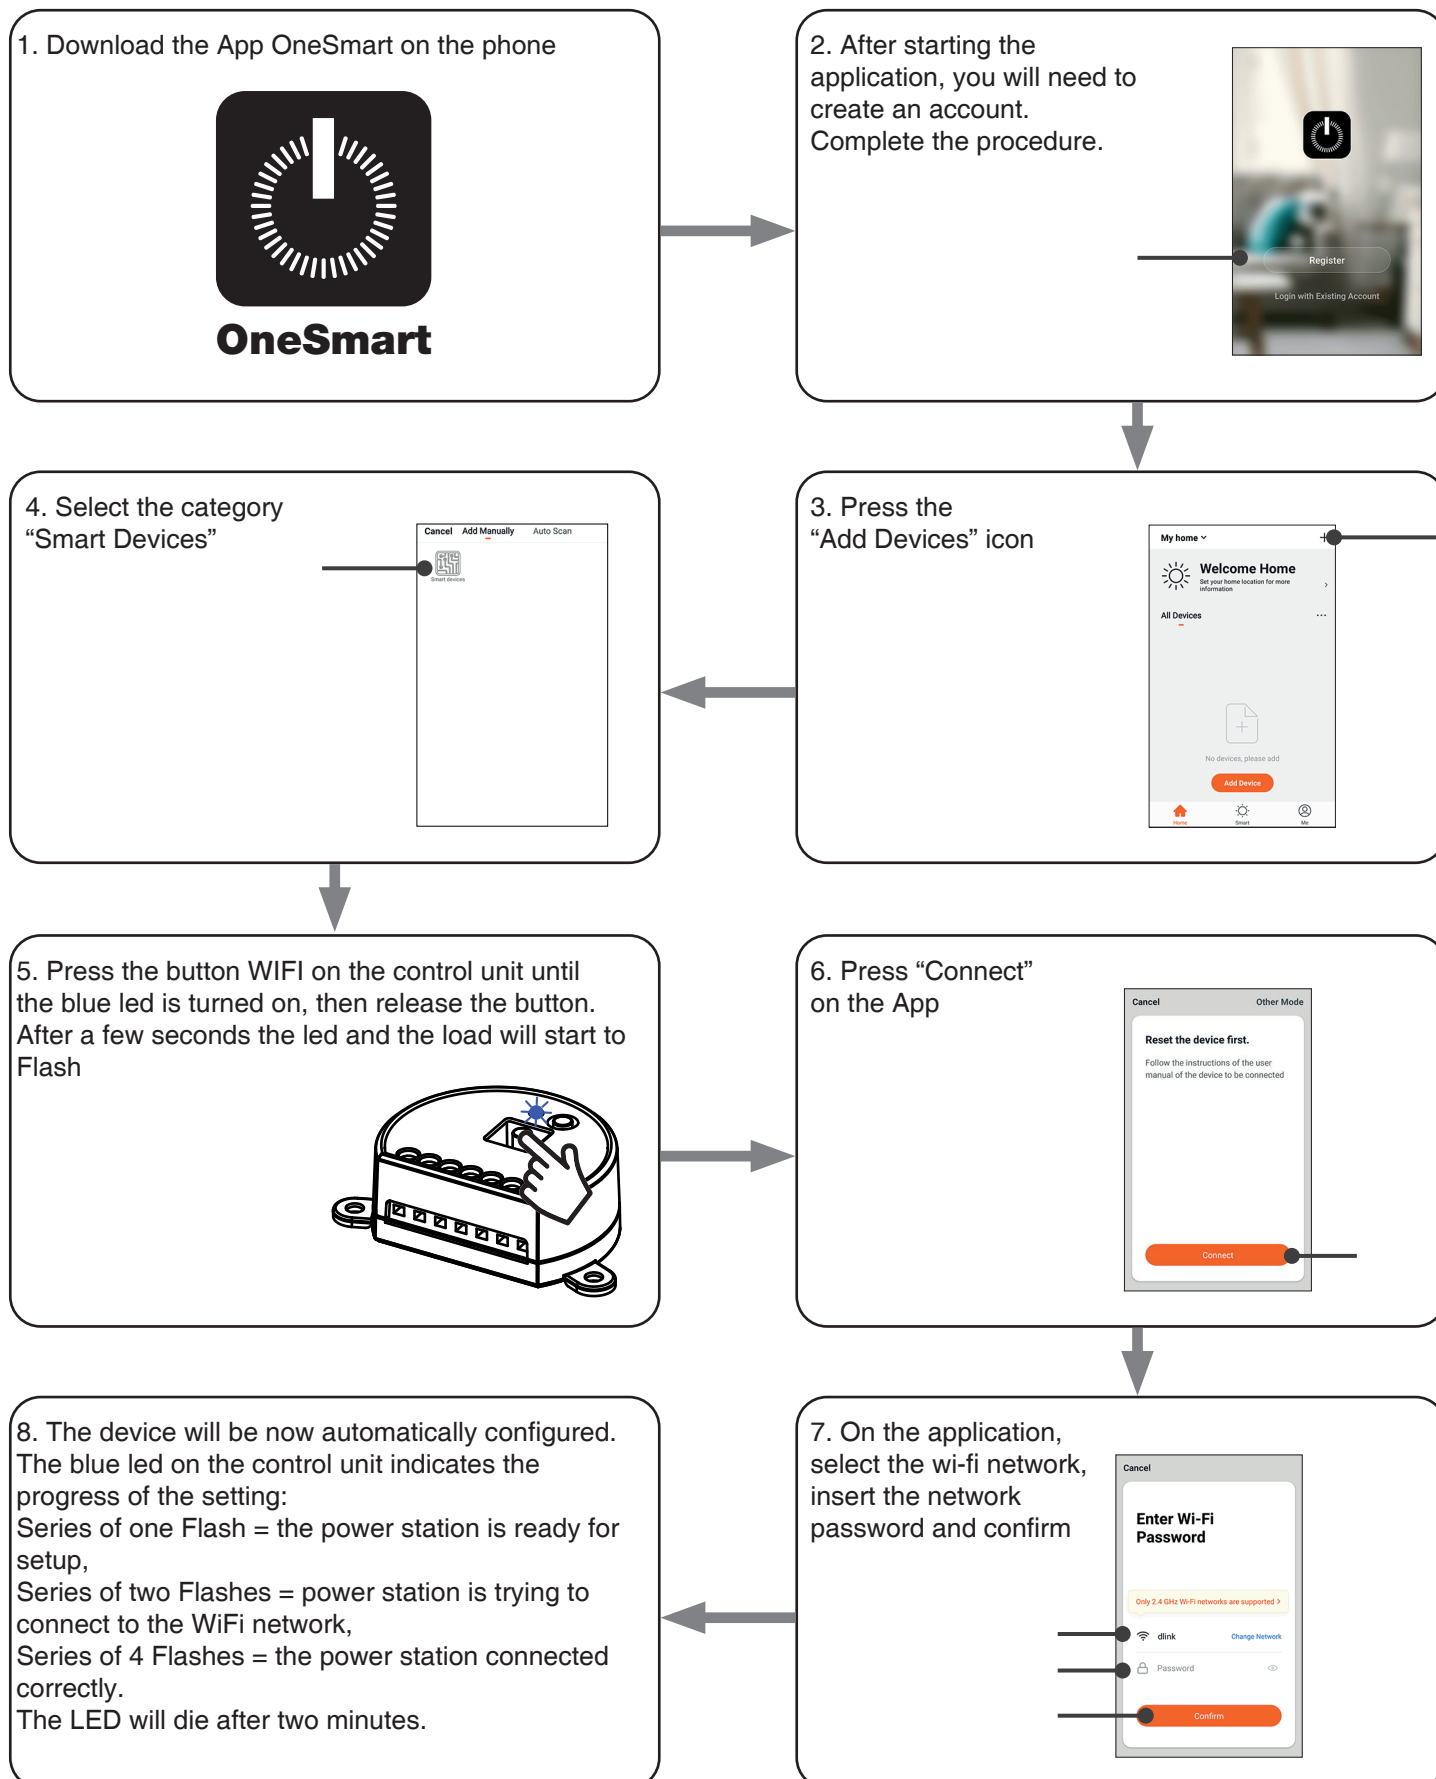 1. Download the App OneSmart on the phone
OneSmart
2. After starting the
application, you will need to
create an account.
Complete the procedure.
Register
Login with Existing Account
3. Press the
“Add Devices” icon
My home
+
Welcome Home
Set your home location for more
information
All Devices
No devices, please add
Add Device
Home Smart Me
4. Select the category
“Smart Devices”
Cancel Add Manually Auto Scan
Smart devices
5. Press the button WIFI on the control unit until
the blue led is turned on, then release the button.
After a few seconds the led and the load will start to
Flash
6. Press “Connect”
on the App
Cancel Other Mode
Reset the device first.
Follow the instructions of the user
manual of the device to be connected
Connect
7. On the application,
select the wi-fi network,
insert the network
password and confirm
Cancel
Enter Wi-Fi
Password
Only 2.4 GHz Wi-Fi networks are supported >
dlink Change Network
Password
Confirm
8. The device will be now automatically configured.
The blue led on the control unit indicates the
progress of the setting:
Series of one Flash = the power station is ready for
setup,
Series of two Flashes = power station is trying to
connect to the WiFi network,
Series of 4 Flashes = the power station connected
correctly.
The LED will die after two minutes.